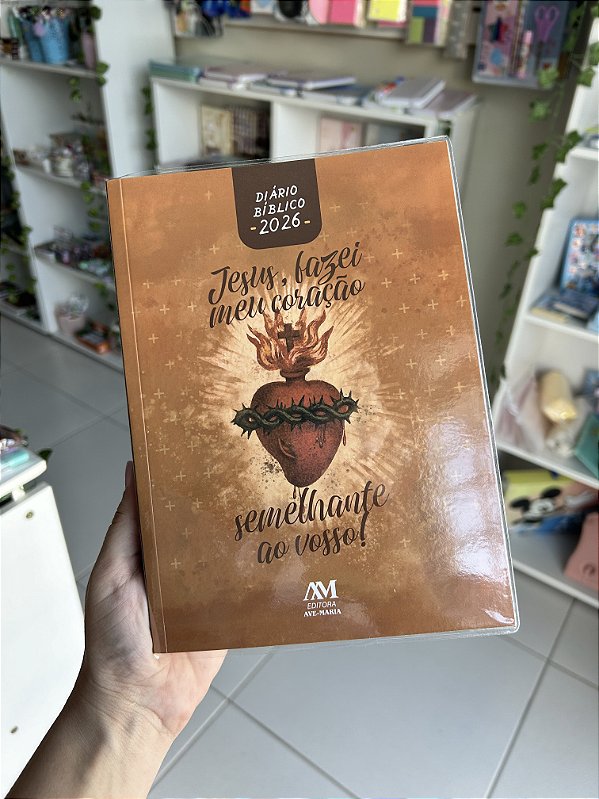 DIÁRIO
BÍBLICO
-2026-
Jesus, fazei
meu coração
semelhante
ao vosso!
AM
EDITORA
AVE-MARIA